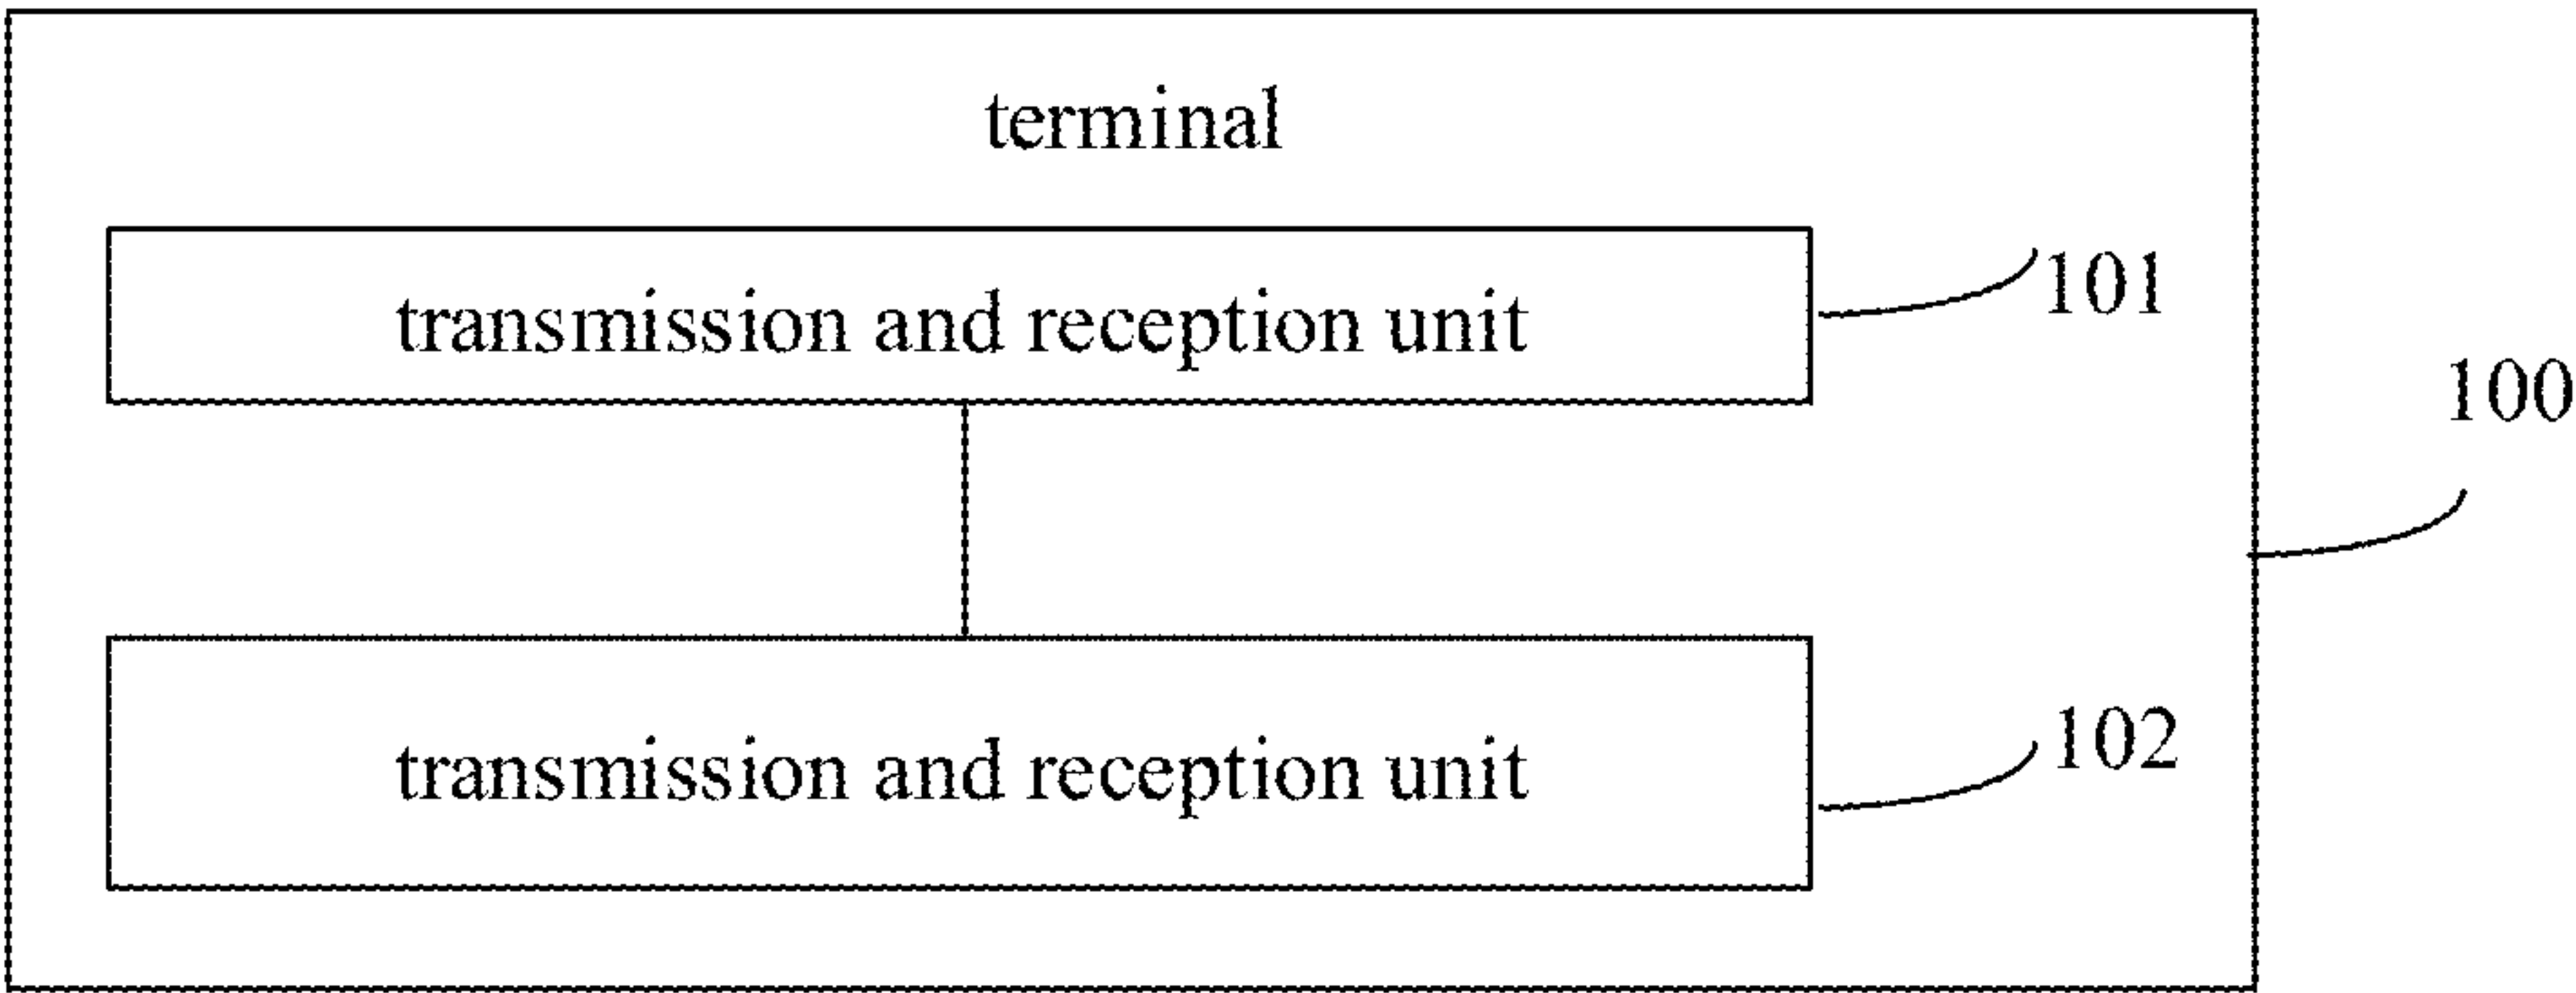 terminal
transmission and reception unit
101
100
transmission and reception unit
102